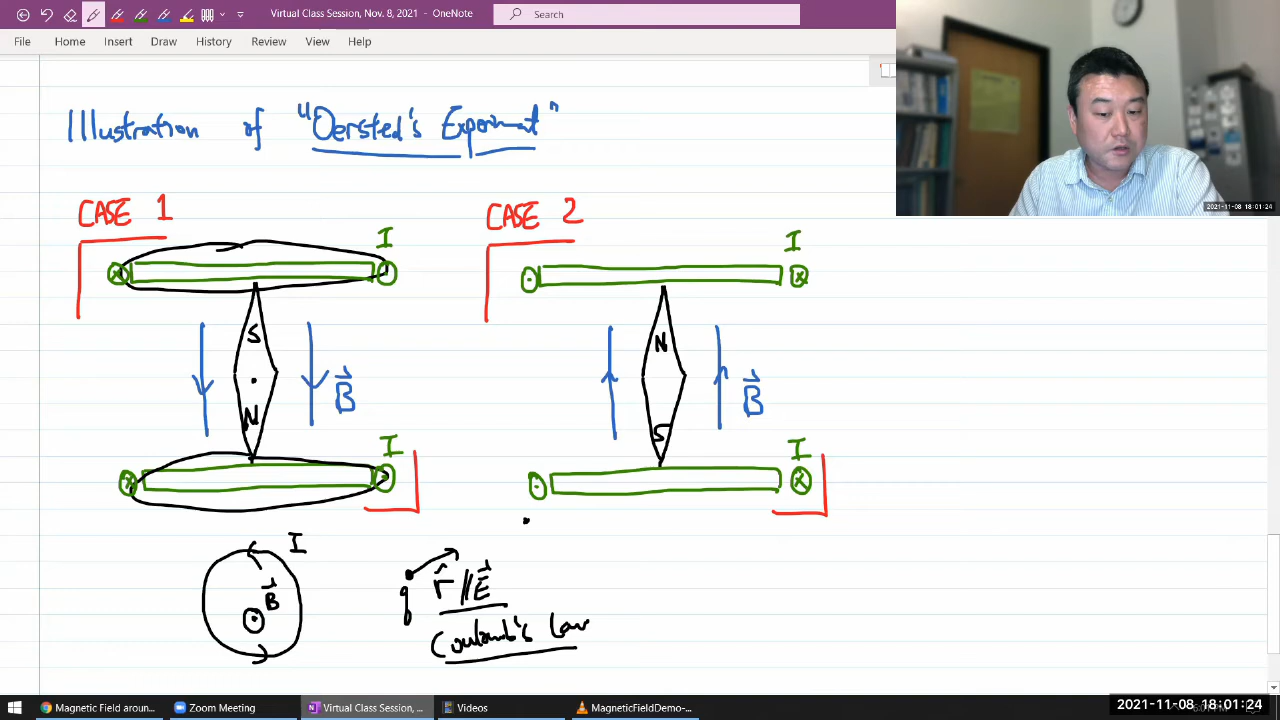 Virtual Class Session, Nov. 8, 2021 - OneNote
Search
File Home Insert Draw History Review View Help
Illustration of "Oersted's Experiment"
CASE 1
I
CASE 2
I
S
N
B
N
S
B
I
I
I
B
q
r̂ // E
Coulomb's Law
2021-11-08 18:01:24
Magnetic Field aroun...
Zoom Meeting
Virtual Class Session,...
Videos
MagneticFieldDemo-...
2021-11-08 18:01:24